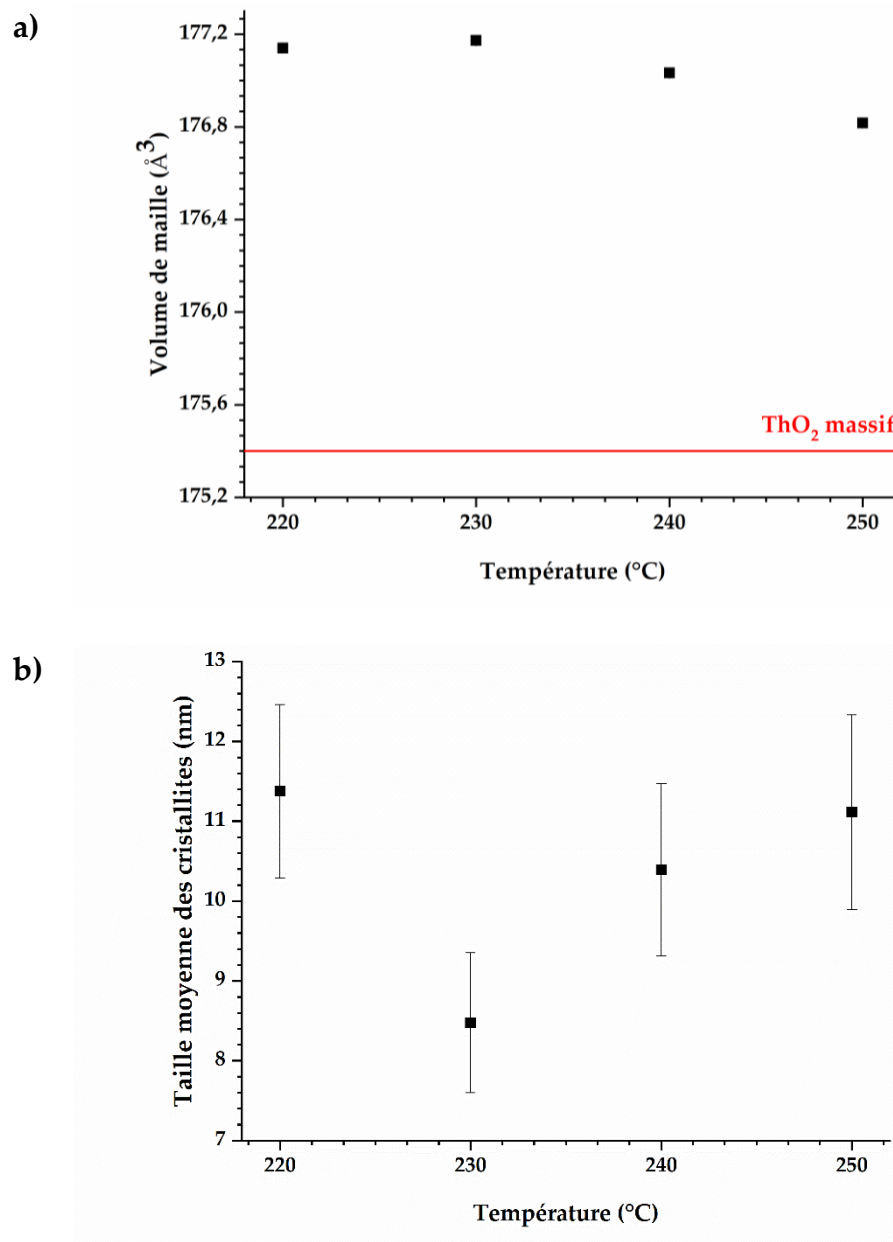 a)
177,2
176,8
176,4
176,0
175,6
175,2
Volume de maille (Å³)
ThO₂ massif
220 230 240 250
Température (°C)
b)
13
12
11
10
9
8
7
Taille moyenne des cristallites (nm)
220 230 240 250
Température (°C)